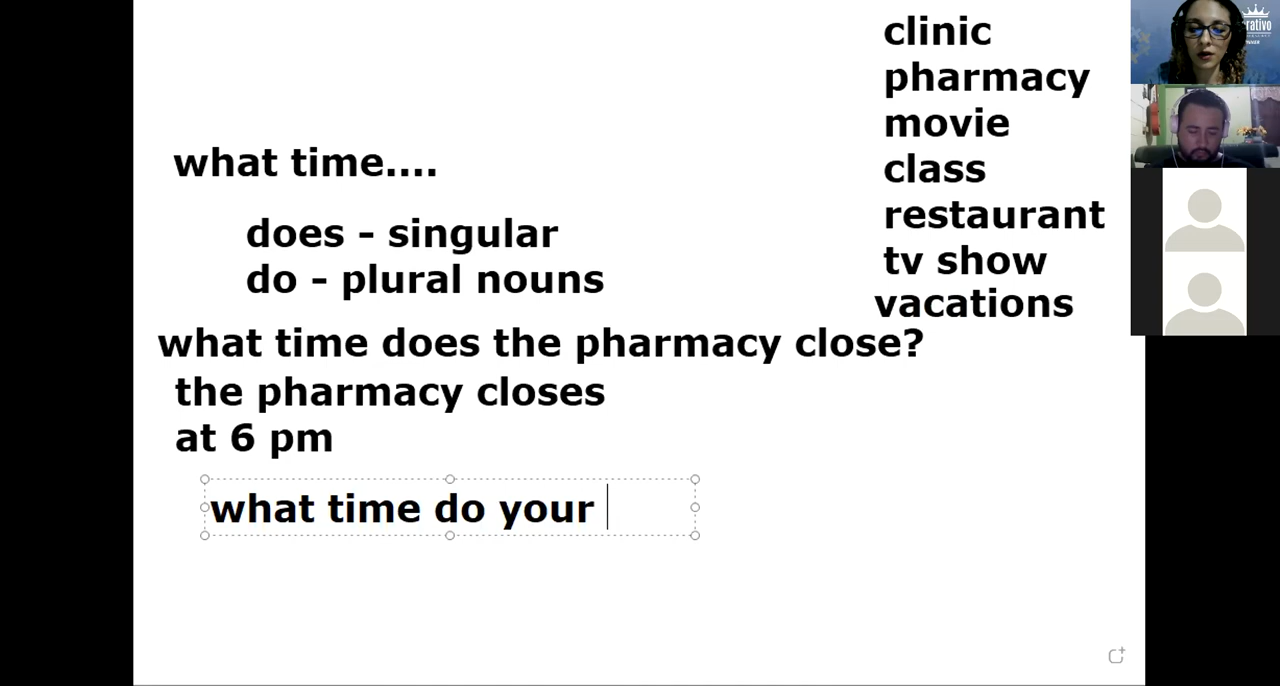 clinic
pharmacy
movie
class
restaurant
tv show
vacations
what time....
does - singular
do - plural nouns
what time does the pharmacy close?
the pharmacy closes
at 6 pm
what time do your
rativo